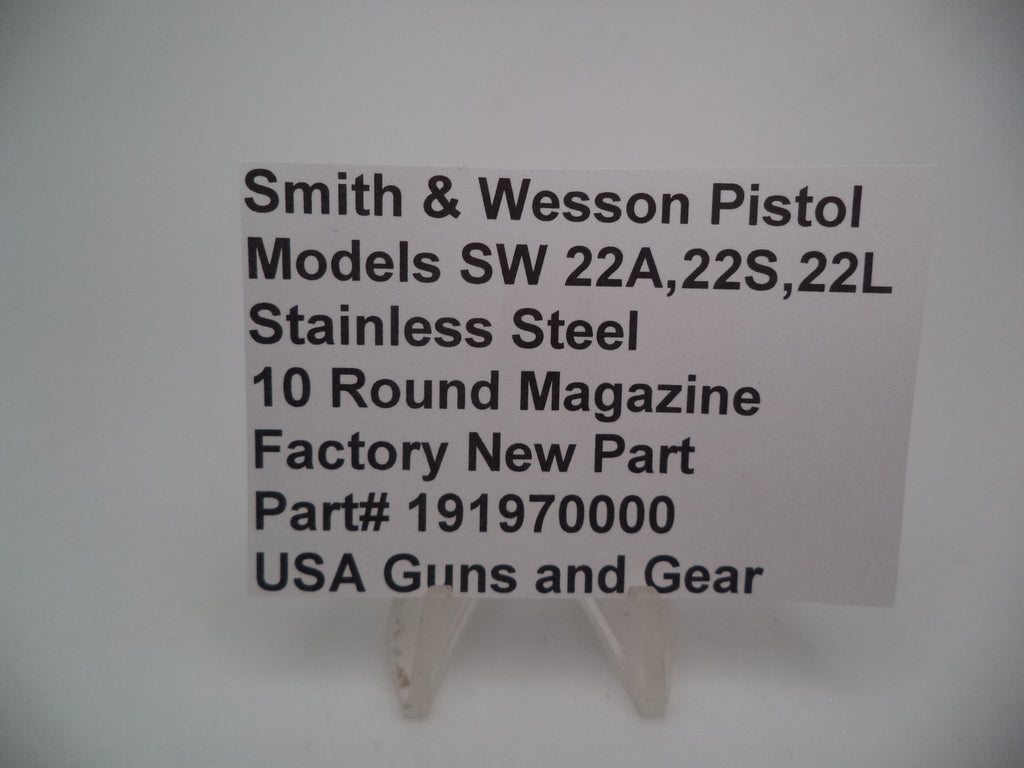 Smith & Wesson Pistol
Models SW 22A,22S,22L
Stainless Steel
10 Round Magazine
Factory New Part
Part# 191970000
USA Guns and Gear